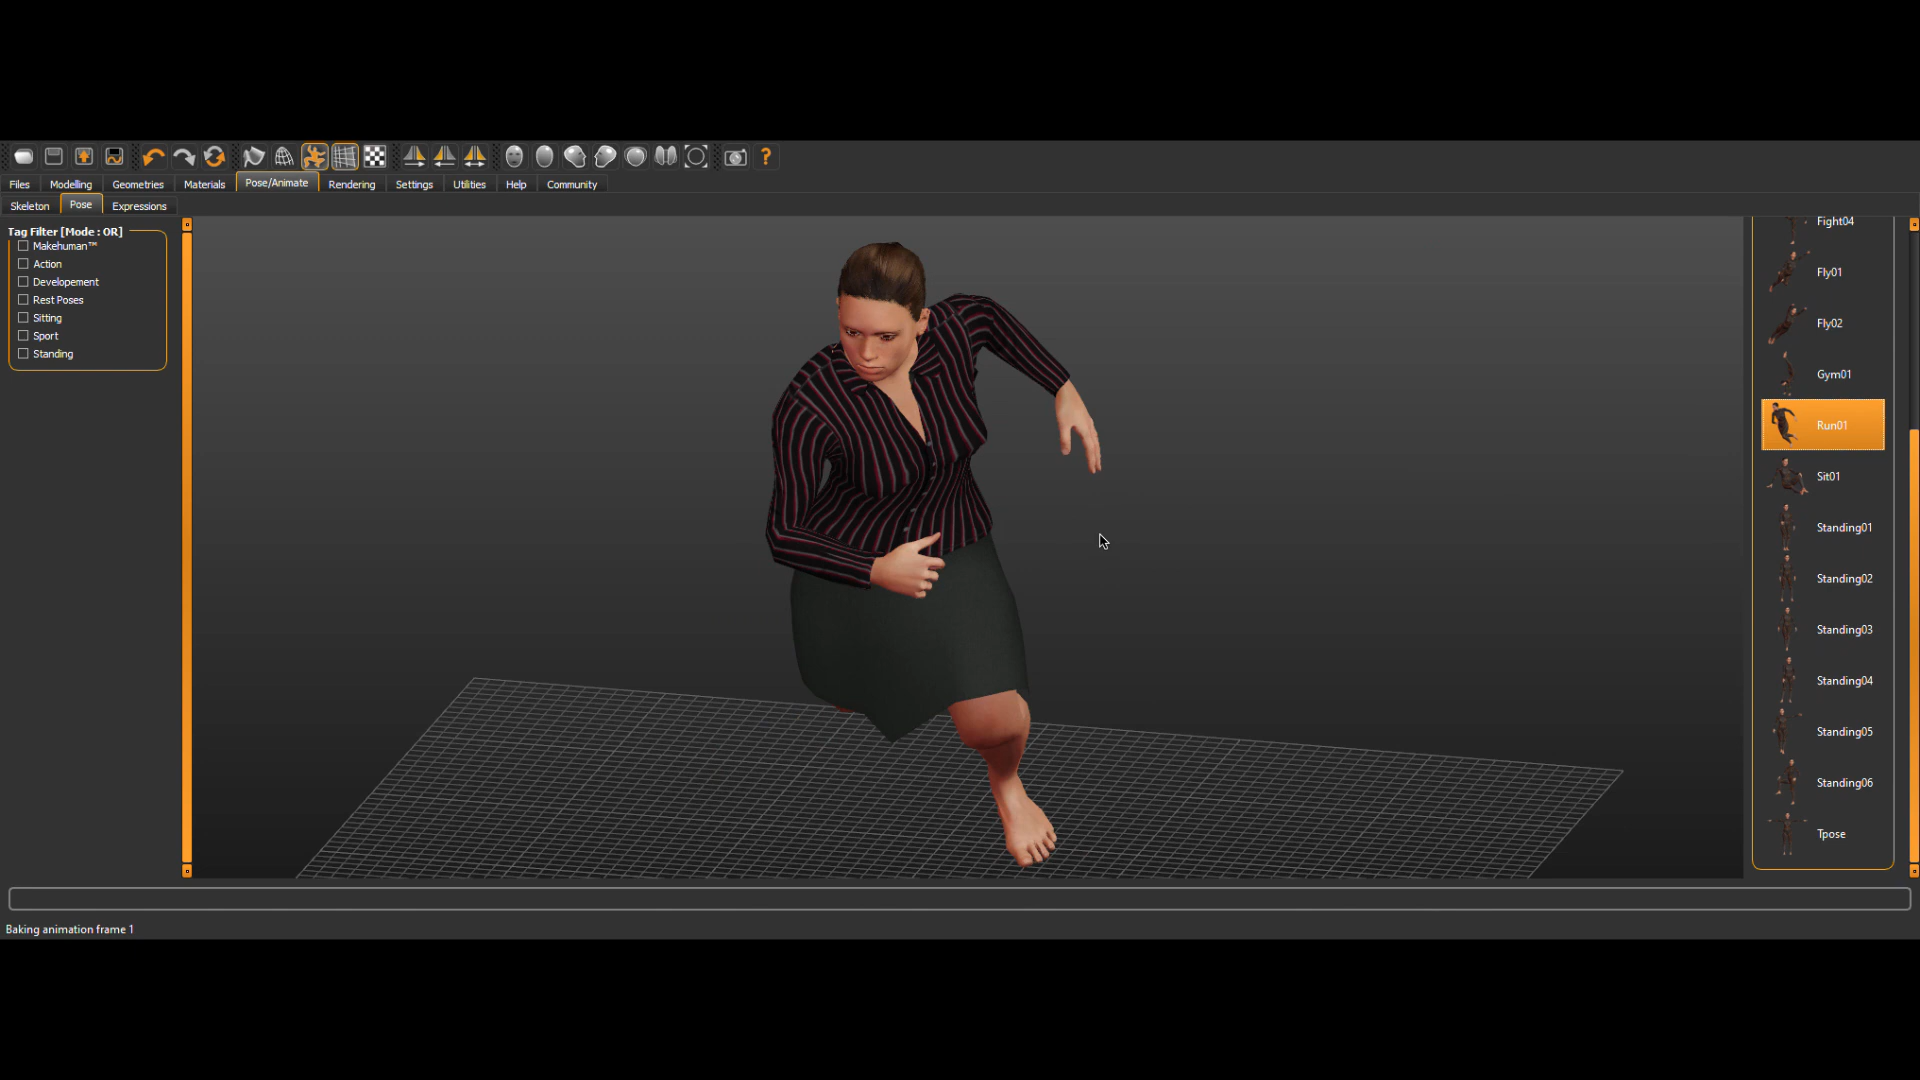 Files Modelling Geometries Materials Pose/Animate Rendering Settings Utilities Help Community
Skeleton Pose Expressions
Tag Filter [Mode : OR]
Makehuman™
Action
Developement
Rest Poses
Sitting
Sport
Standing
Fight04
Fly01
Fly02
Gym01
Run01
Sit01
Standing01
Standing02
Standing03
Standing04
Standing05
Standing06
Tpose
Baking animation frame 1